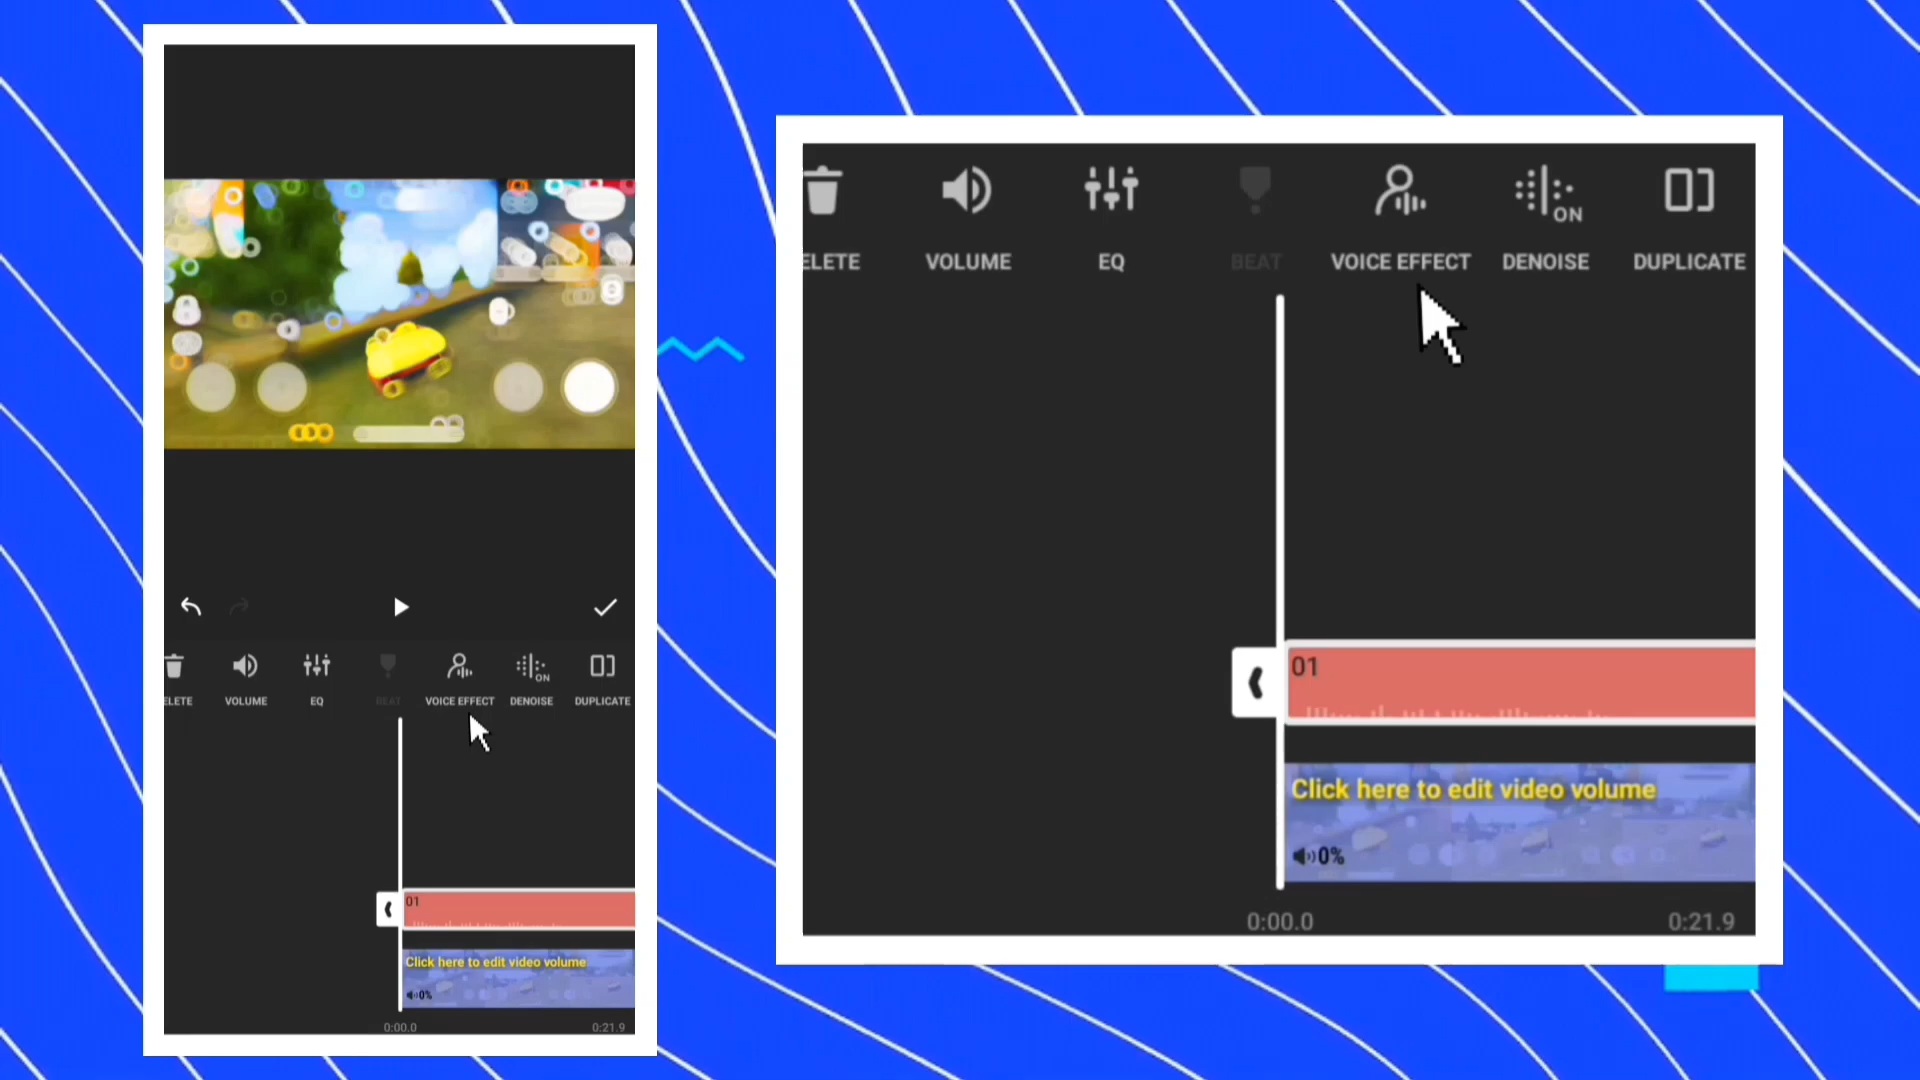 ELETE VOLUME EQ BEAT VOICE EFFECT ON DENOISE DUPLICATE
01
Click here to edit video volume
0%
0:00.0 0:21.9
ELETE VOLUME EQ BEAT VOICE EFFECT ON DENOISE DUPLICATE
01
Click here to edit video volume
0%
0:00.0 0:21.9